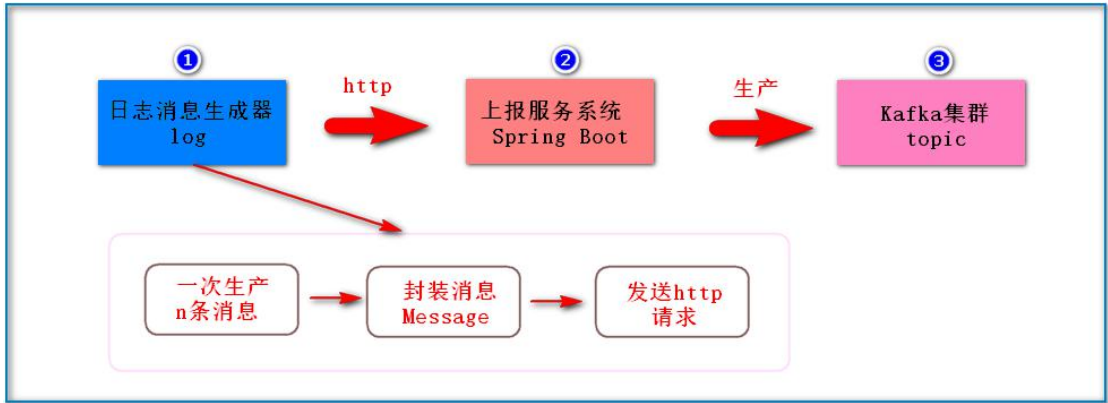 1
2
3
日志消息生成器
log
http
上报服务系统
Spring Boot
生产
Kafka集群
topic
一次生产
n条消息
封装消息
Message
发送http
请求